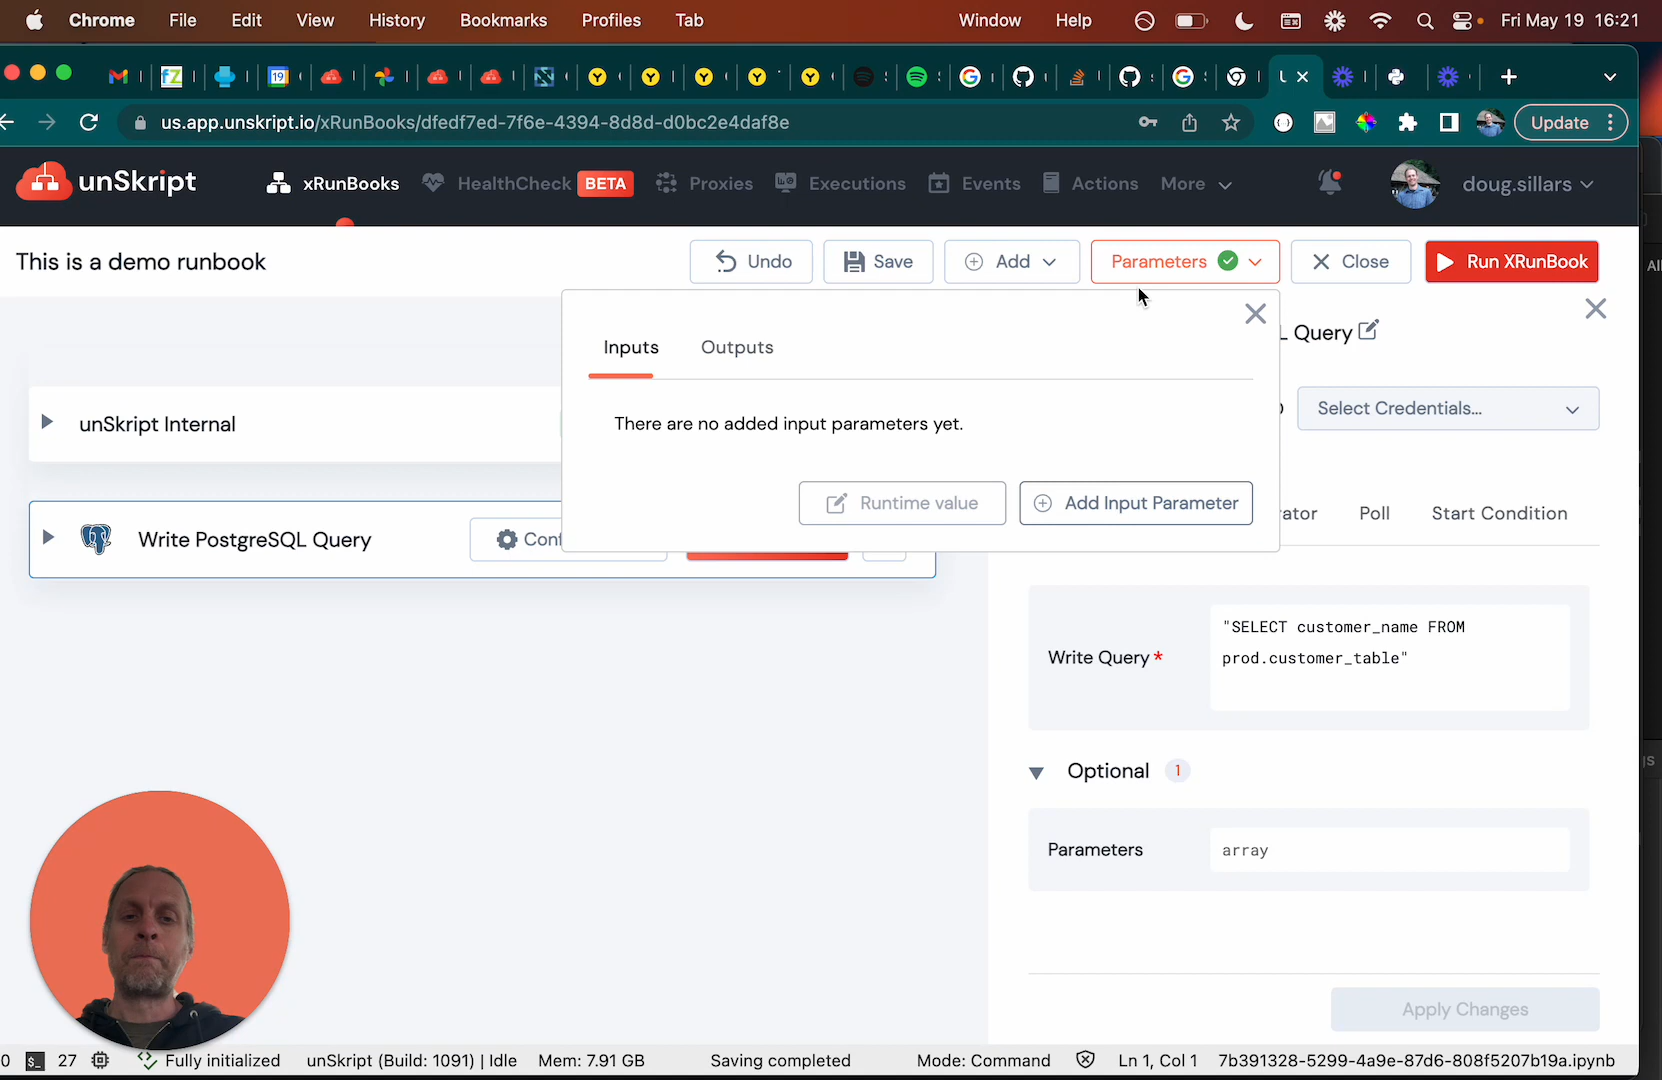 Chrome File Edit View History Bookmarks Profiles Tab Window Help Fri May 19 16:21
us.app.unskript.io/xRunBooks/dfedf7ed-7f6e-4394-8d8d-d0bc2e4daf8e Update
unSkript xRunBooks HealthCheck BETA Proxies Executions Events Actions More doug.sillars
This is a demo runbook Undo Save Add Parameters Close Run XRunBook
Inputs Outputs
L Query
There are no added input parameters yet.
Select Credentials...
unSkript Internal
Runtime value Add Input Parameter
rator Poll Start Condition
Write PostgreSQL Query Conf
Write Query*
"SELECT customer_name FROM
prod.customer_table"
Optional 1
Parameters array
Apply Changes
0 27 Fully initialized unSkript (Build: 1091) | Idle Mem: 7.91 GB Saving completed Mode: Command Ln 1, Col 1 7b391328-5299-4a9e-87d6-808f5207b19a.ipynb